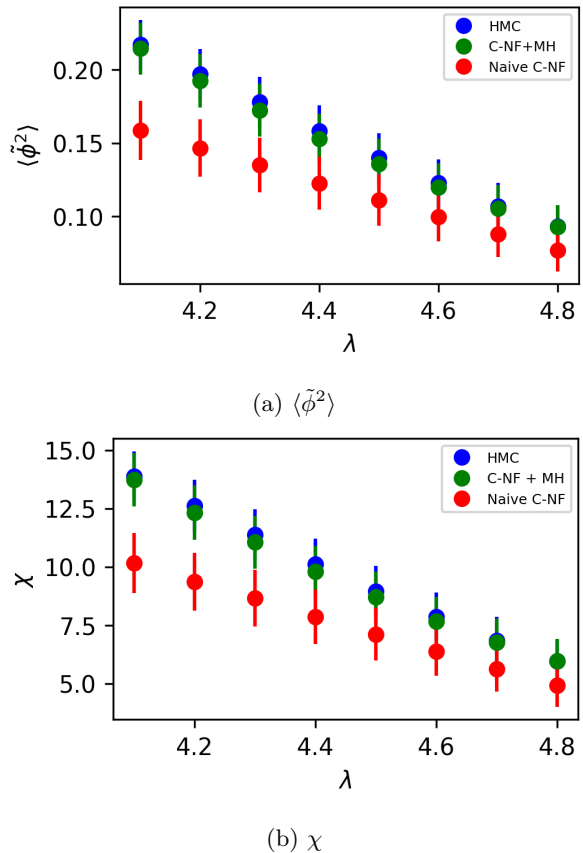 HMC
C-NF+MH
Naive C-NF
0.20
0.15
0.10
⟨ϕ̃²⟩
4.2 4.4 4.6 4.8
λ
(a) ⟨ϕ̃²⟩
HMC
C-NF + MH
Naive C-NF
15.0
12.5
10.0
7.5
5.0
χ
4.2 4.4 4.6 4.8
λ
(b) χ